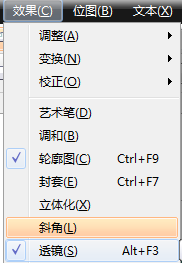 效果(C) 位图(B) 文本(X)
调整(A)
变换(N)
校正(O)
艺术笔(D)
调和(B)
轮廓图(C) Ctrl+F9
封套(E) Ctrl+F7
立体化(X)
斜角(L)
透镜(S) Alt+F3